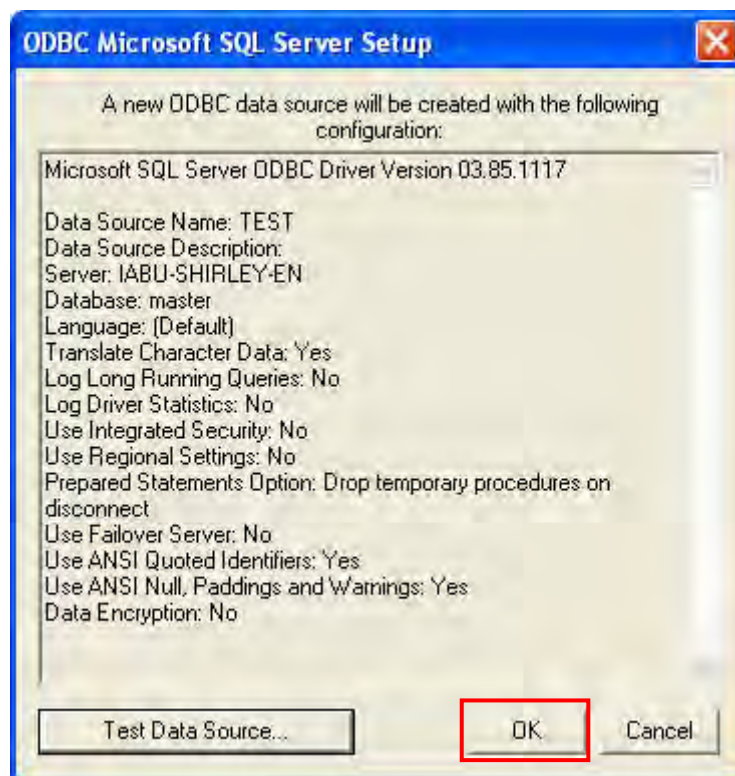 ODBC Microsoft SQL Server Setup
A new ODBC data source will be created with the following
configuration:
Microsoft SQL Server ODBC Driver Version 03.85.1117
Data Source Name: TEST
Data Source Description:
Server: IABU-SHIRLEY-EN
Database: master
Language: (Default)
Translate Character Data: Yes
Log Long Running Queries: No
Log Driver Statistics: No
Use Integrated Security: No
Use Regional Settings: No
Prepared Statements Option: Drop temporary procedures on
disconnect
Use Failover Server: No
Use ANSI Quoted Identifiers: Yes
Use ANSI Null, Paddings and Warnings: Yes
Data Encryption: No
Test Data Source...
OK
Cancel